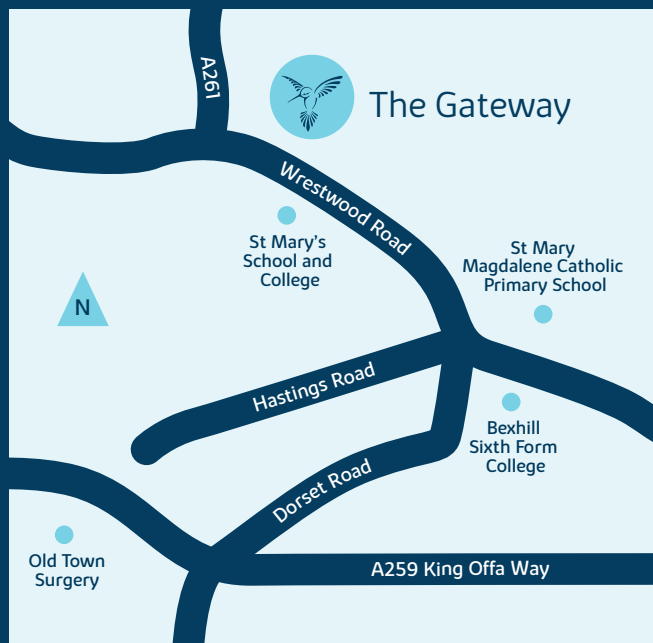 A261
The Gateway
Wrestwood Road
St Mary's
School and
College
St Mary
Magdalene Catholic
Primary School
N
Hastings Road
Bexhill
Sixth Form
College
Dorset Road
Old Town
Surgery
A259 King Offa Way